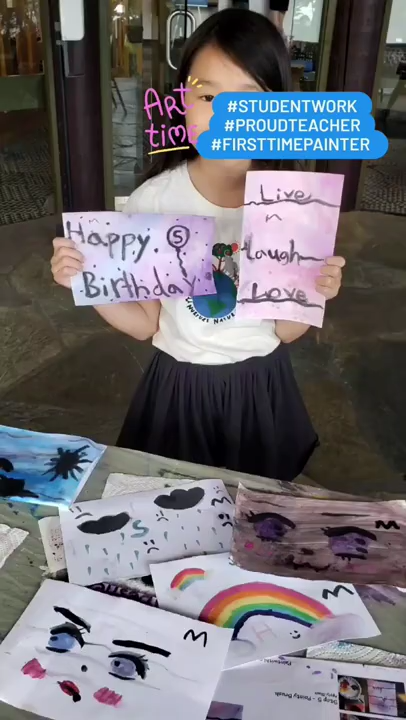 ART
time
#STUDENTWORK
#PROUDTEACHER
#FIRSTTIMEPAINTER
Happy
5
Birthday
Live
Laugh
Love
S
M
M
M
M